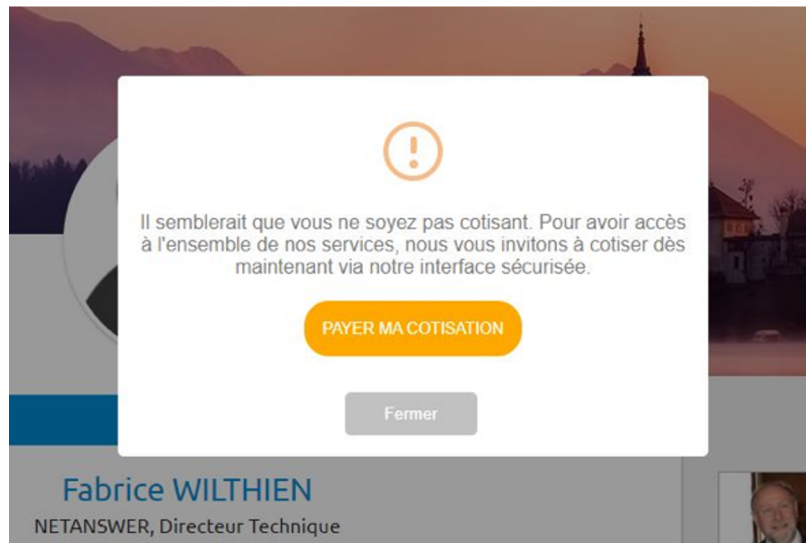 Il semblerait que vous ne soyez pas cotisant. Pour avoir accès
à l'ensemble de nos services, nous vous invitons à cotiser dès
maintenant via notre interface sécurisée.
PAYER MA COTISATION
Fermer
Fabrice WILTHIEN
NETANSWER, Directeur Technique